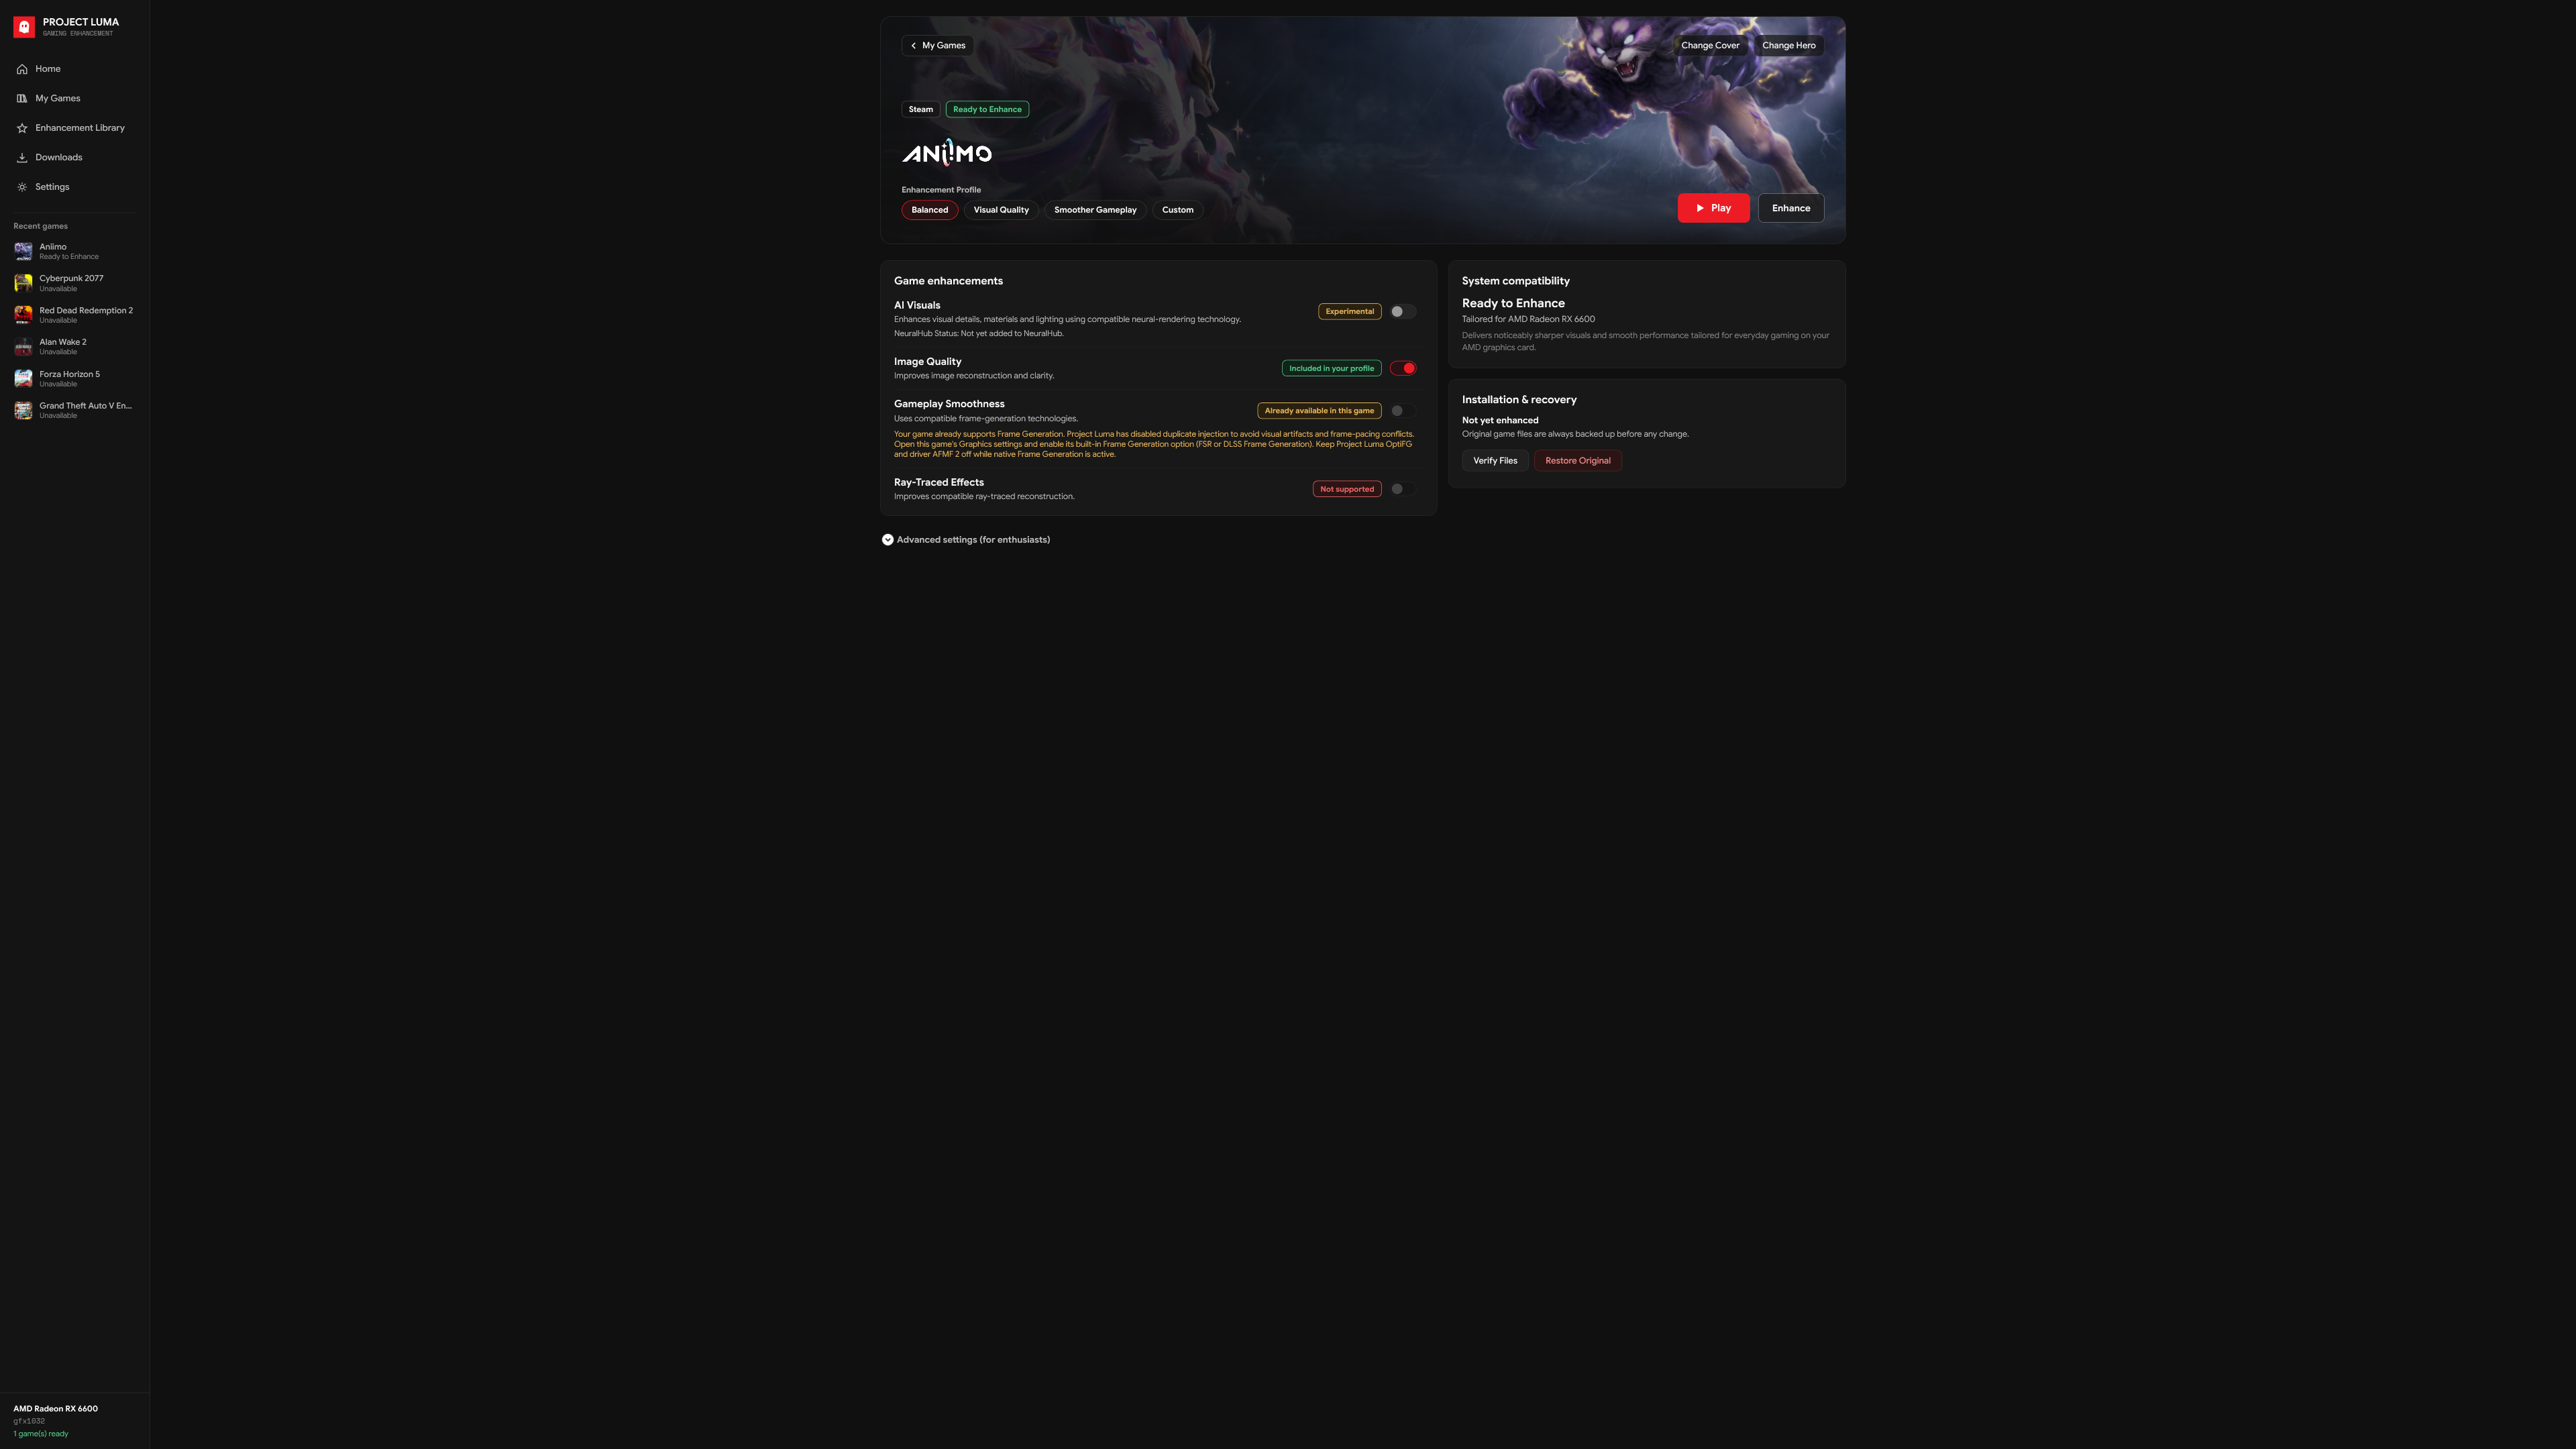 PROJECT LUMA
GAMING ENHANCEMENT
Home
My Games
Enhancement Library
Downloads
Settings
Recent games
Aniimo
Ready to Enhance
Cyberpunk 2077
Unavailable
Red Dead Redemption 2
Unavailable
Alan Wake 2
Unavailable
Forza Horizon 5
Unavailable
Grand Theft Auto V En...
Unavailable
AMD Radeon RX 6600
gfx1032
1 game(s) ready
My Games
Change Cover
Change Hero
Steam
Ready to Enhance
ANIIMO
Enhancement Profile
Balanced
Visual Quality
Smoother Gameplay
Custom
Play
Enhance
Game enhancements
AI Visuals
Enhances visual details, materials and lighting using compatible neural-rendering technology.
NeuralHub Status: Not yet added to NeuralHub.
Experimental
Image Quality
Improves image reconstruction and clarity.
Included in your profile
Gameplay Smoothness
Uses compatible frame-generation technologies.
Already available in this game
Your game already supports Frame Generation. Project Luma has disabled duplicate injection to avoid visual artifacts and frame-pacing conflicts.
Open this game's Graphics settings and enable its built-in Frame Generation option (FSR or DLSS Frame Generation). Keep Project Luma OptiFG
and driver AFMF 2 off while native Frame Generation is active.
Ray-Traced Effects
Improves compatible ray-traced reconstruction.
Not supported
Advanced settings (for enthusiasts)
System compatibility
Ready to Enhance
Tailored for AMD Radeon RX 6600
Delivers noticeably sharper visuals and smooth performance tailored for everyday gaming on your
AMD graphics card.
Installation & recovery
Not yet enhanced
Original game files are always backed up before any change.
Verify Files
Restore Original